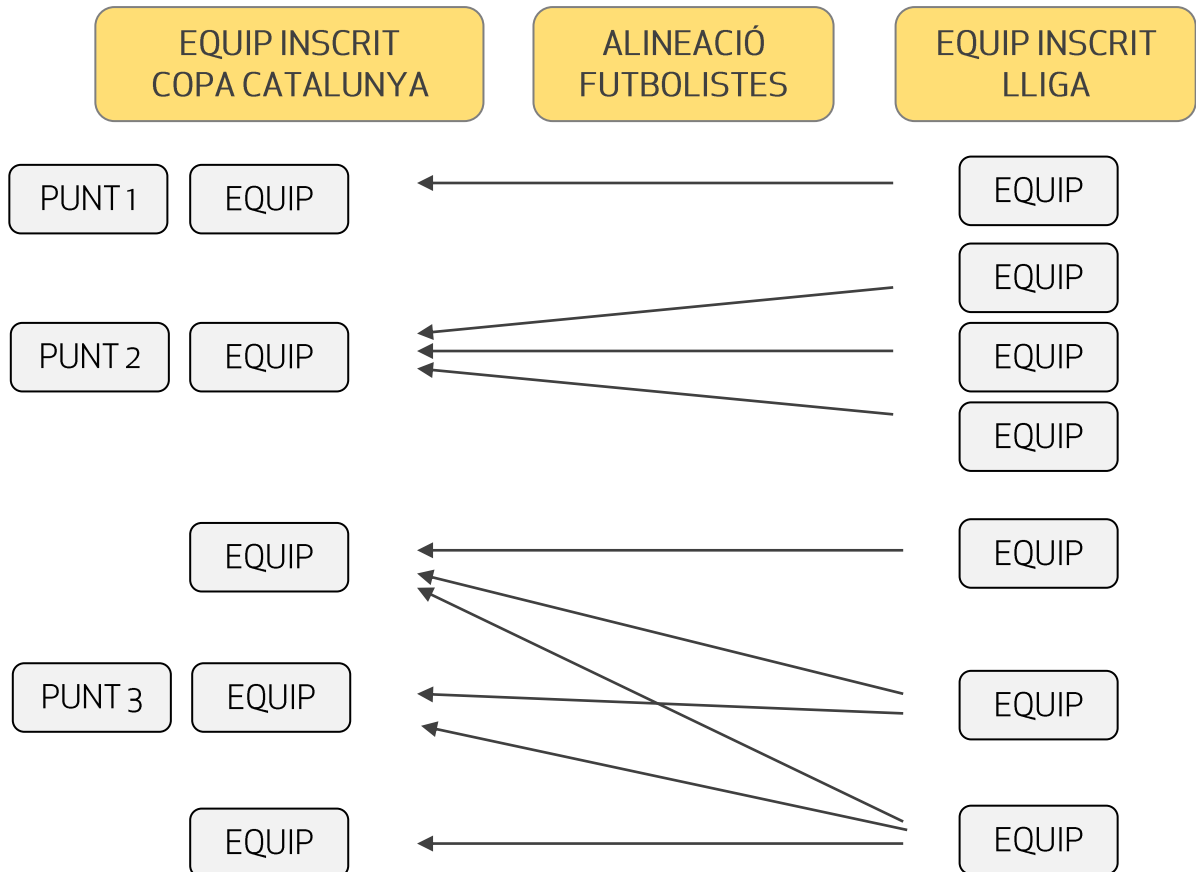 EQUIP INSCRIT
COPA CATALUNYA
ALINEACIÓ
FUTBOLISTES
EQUIP INSCRIT
LLIGA
PUNT 1
EQUIP
EQUIP
EQUIP
PUNT 2
EQUIP
EQUIP
EQUIP
EQUIP
EQUIP
PUNT 3
EQUIP
EQUIP
EQUIP
EQUIP